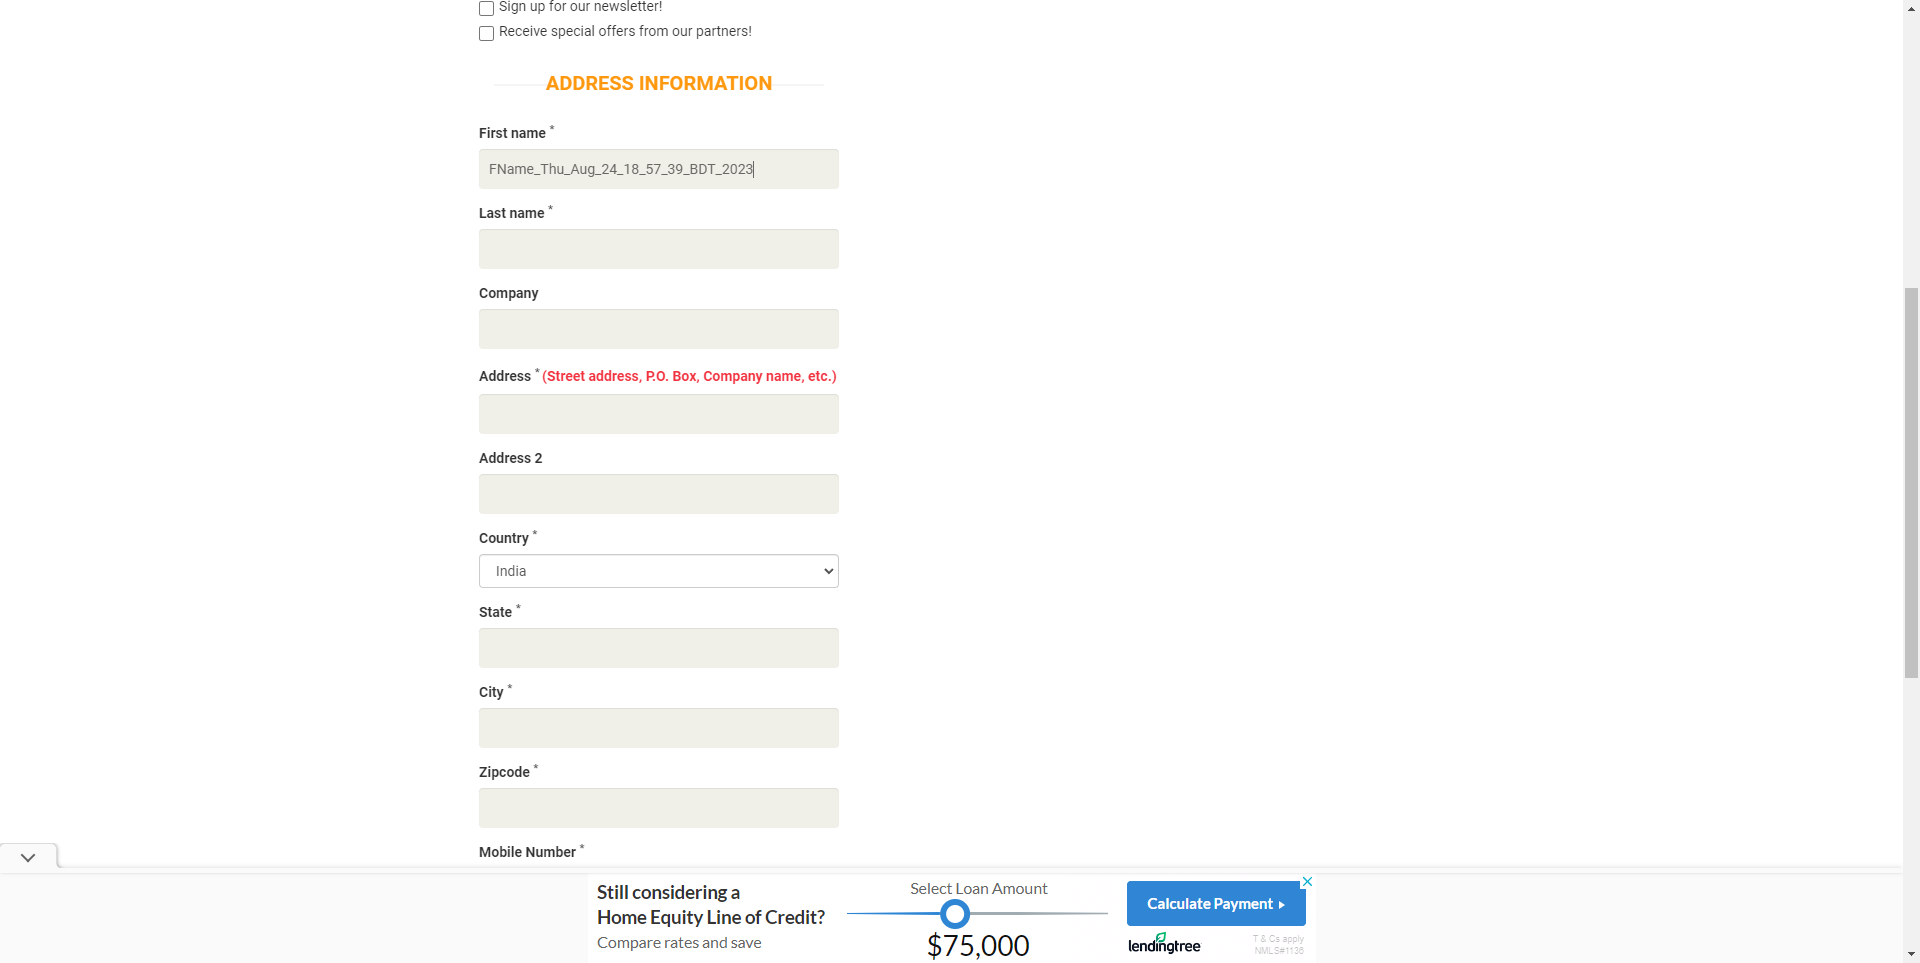 Sign up for our newsletter!
Receive special offers from our partners!
ADDRESS INFORMATION
First name *
FName_Thu_Aug_24_18_57_39_BDT_2023
Last name *
Company
Address * (Street address, P.O. Box, Company name, etc.)
Address 2
Country *
India
State *
City *
Zipcode *
Mobile Number *
Still considering a
Home Equity Line of Credit?
Compare rates and save
Select Loan Amount
$75,000
Calculate Payment
lendingtree
T & Cs apply
NMLS#1136